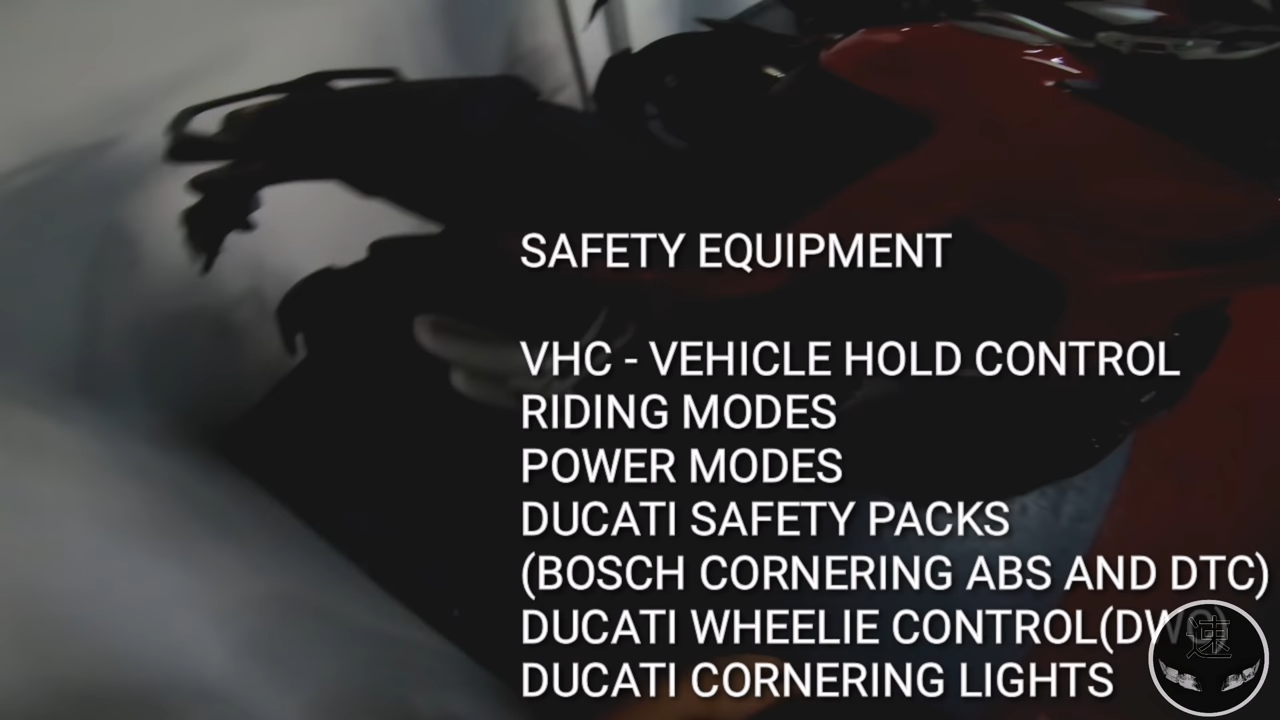 SAFETY EQUIPMENT
VHC - VEHICLE HOLD CONTROL
RIDING MODES
POWER MODES
DUCATI SAFETY PACKS
(BOSCH CORNERING ABS AND DTC)
DUCATI WHEELIE CONTROL(DWC)
DUCATI CORNERING LIGHTS
速